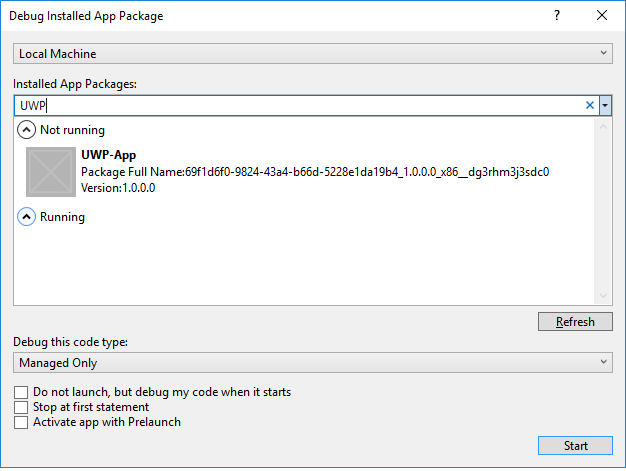 Debug Installed App Package
?
Local Machine
Installed App Packages:
UWP
Not running
UWP-App
Package Full Name:69f1d6f0-9824-43a4-b66d-5228e1da19b4_1.0.0.0_x86__dg3rhm3j3sdc0
Version:1.0.0.0
Running
Refresh
Debug this code type:
Managed Only
Do not launch, but debug my code when it starts
Stop at first statement
Activate app with Prelaunch
Start